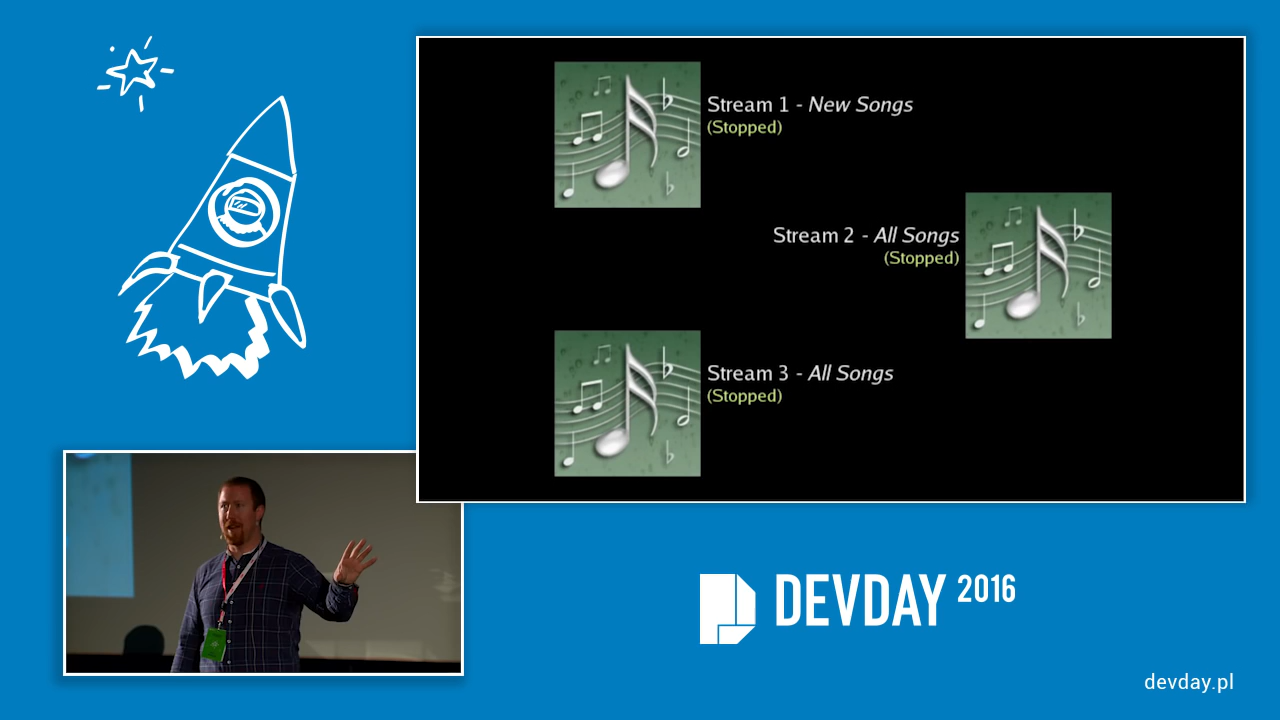 Stream 1 - New Songs
(Stopped)
Stream 2 - All Songs
(Stopped)
Stream 3 - All Songs
(Stopped)
DEVDAY 2016
devday.pl